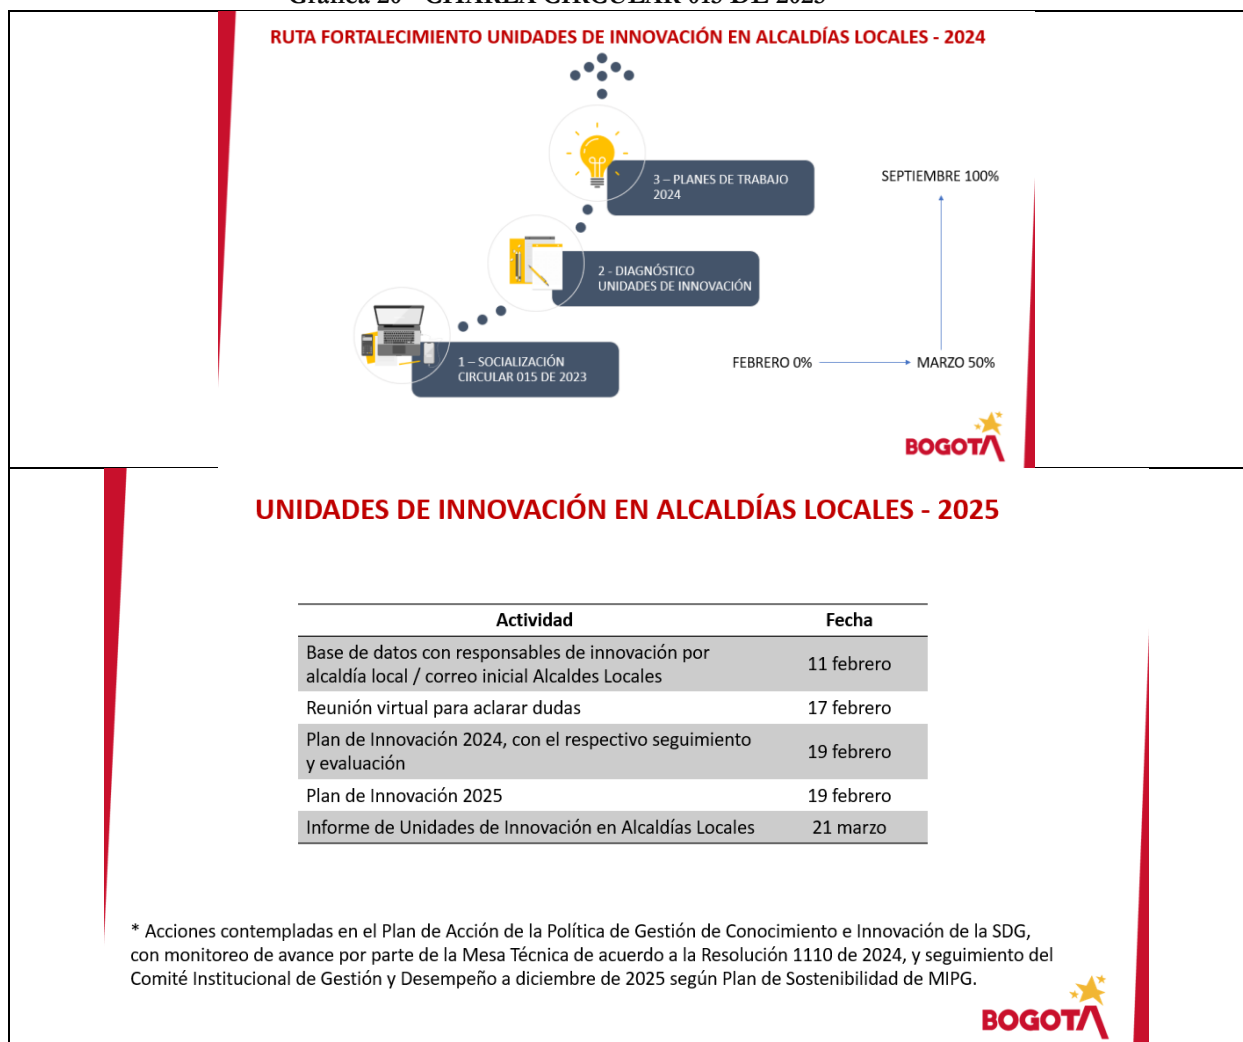 Gráfica 20 - CHARLA CIRCULAR 015 DE 2023
RUTA FORTALECIMIENTO UNIDADES DE INNOVACIÓN EN ALCALDÍAS LOCALES - 2024
3 – PLANES DE TRABAJO
2024
SEPTIEMBRE 100%
2 - DIAGNÓSTICO
UNIDADES DE INNOVACIÓN
1 – SOCIALIZACIÓN
CIRCULAR 015 DE 2023
FEBRERO 0%
MARZO 50%
BOGOTÁ
UNIDADES DE INNOVACIÓN EN ALCALDÍAS LOCALES - 2025
Actividad Fecha
Base de datos con responsables de innovación por
alcaldía local / correo inicial Alcaldes Locales
11 febrero
Reunión virtual para aclarar dudas 17 febrero
Plan de Innovación 2024, con el respectivo seguimiento
y evaluación
19 febrero
Plan de Innovación 2025 19 febrero
Informe de Unidades de Innovación en Alcaldías Locales 21 marzo
* Acciones contempladas en el Plan de Acción de la Política de Gestión de Conocimiento e Innovación de la SDG,
con monitoreo de avance por parte de la Mesa Técnica de acuerdo a la Resolución 1110 de 2024, y seguimiento del
Comité Institucional de Gestión y Desempeño a diciembre de 2025 según Plan de Sostenibilidad de MIPG.
BOGOTÁ